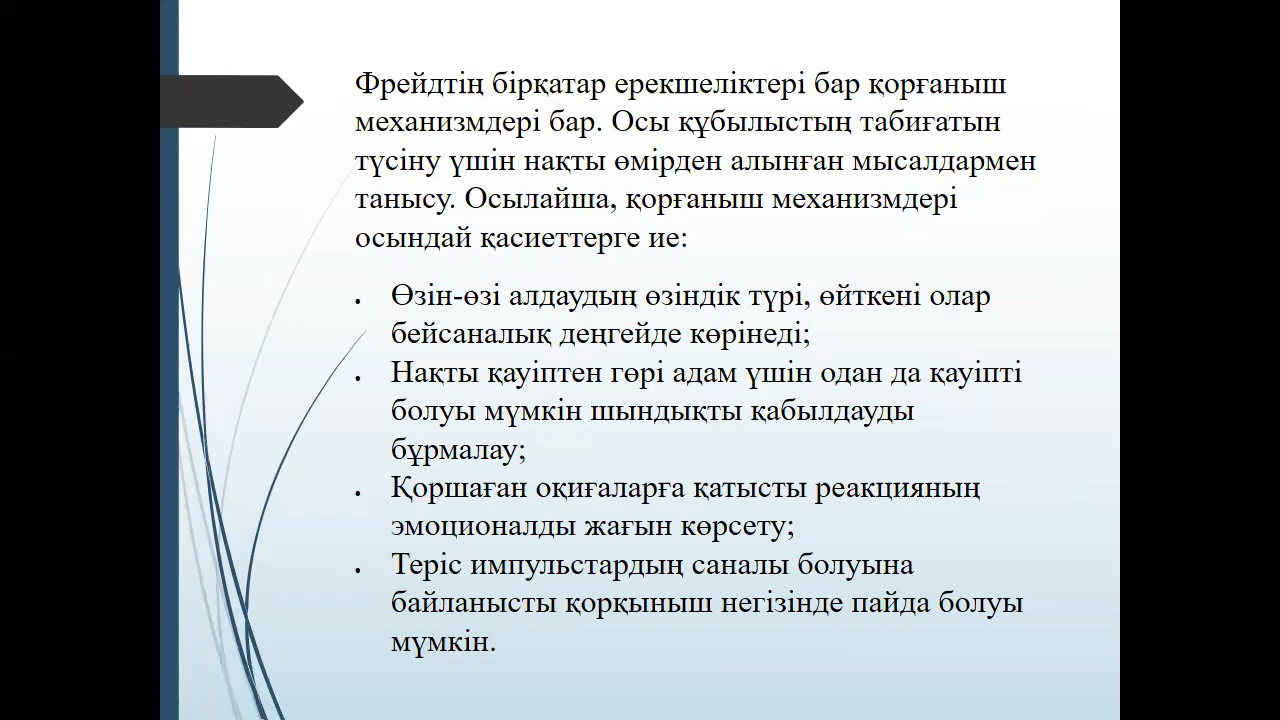 Фрейдтің бірқатар ерекшеліктері бар қорғаныш
механизмдері бар. Осы құбылыстың табиғатын
түсіну үшін нақты өмірден алынған мысалдармен
танысу. Осылайша, қорғаныш механизмдері
осындай қасиеттерге ие:
• Өзін-өзі алдаудың өзіндік түрі, өйткені олар
бейсаналық деңгейде көрінеді;
• Нақты қауіптен гөрі адам үшін одан да қауіпті
болуы мүмкін шындықты қабылдауды
бұрмалау;
• Қоршаған оқиғаларға қатысты реакцияның
эмоционалды жағын көрсету;
• Теріс импульстардың саналы болуына
байланысты қорқыныш негізінде пайда болуы
мүмкін.